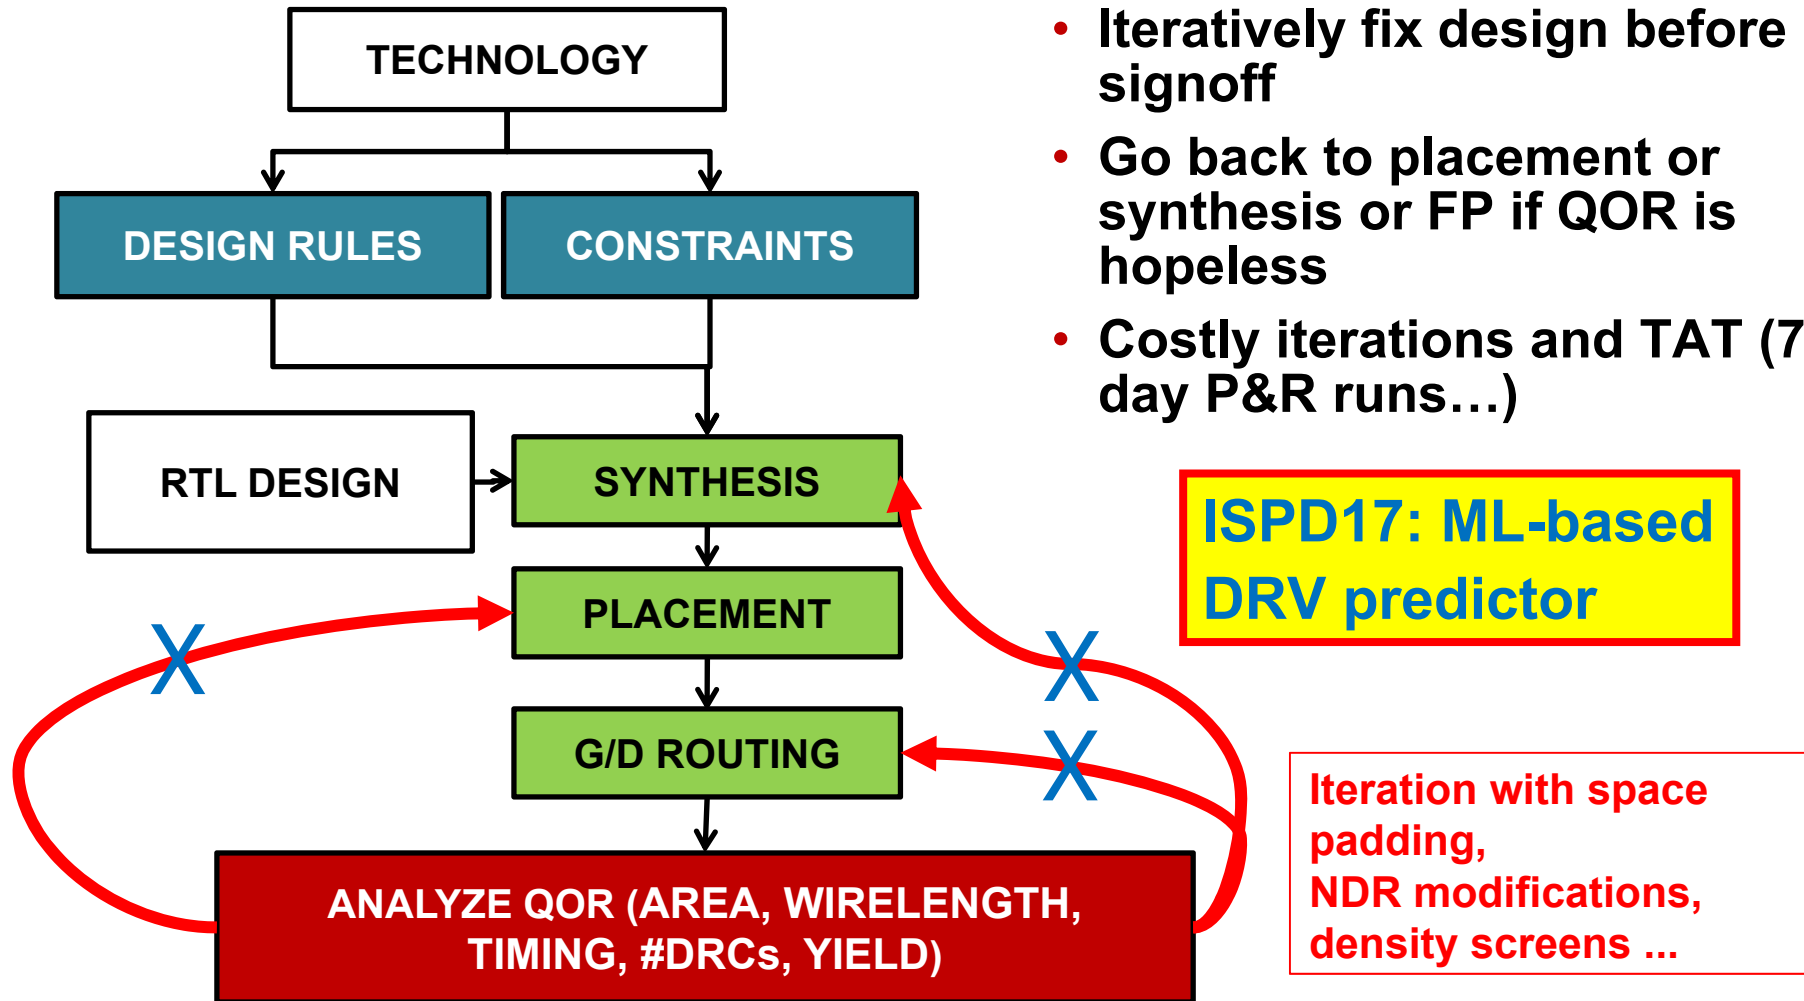 TECHNOLOGY
DESIGN RULES
CONSTRAINTS
RTL DESIGN
SYNTHESIS
PLACEMENT
G/D ROUTING
ANALYZE QOR (AREA, WIRELENGTH,
TIMING, #DRCs, YIELD)
X
X
X
• Iteratively fix design before
signoff
• Go back to placement or
synthesis or FP if QOR is
hopeless
• Costly iterations and TAT (7
day P&R runs…)
ISPD17: ML-based
DRV predictor
Iteration with space
padding,
NDR modifications,
density screens ...